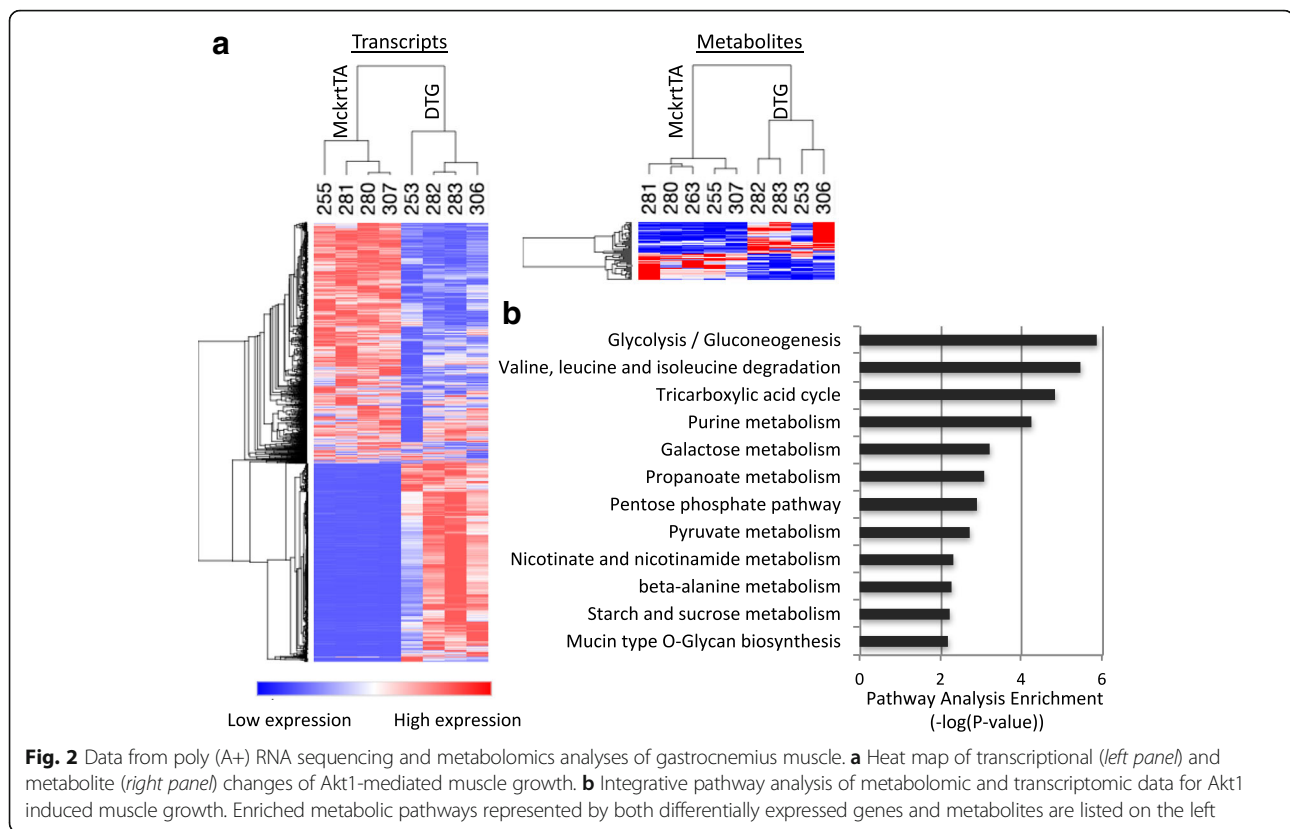 a
Transcripts
Metabolites
MckrtTA
DTG
MckrtTA
DTG
255
281
280
307
253
282
283
306
281
280
263
255
307
282
283
253
306
Low expression
High expression
b
Glycolysis / Gluconeogenesis
Valine, leucine and isoleucine degradation
Tricarboxylic acid cycle
Purine metabolism
Galactose metabolism
Propanoate metabolism
Pentose phosphate pathway
Pyruvate metabolism
Nicotinate and nicotinamide metabolism
beta-alanine metabolism
Starch and sucrose metabolism
Mucin type O-Glycan biosynthesis
0 2 4 6
Pathway Analysis Enrichment
(-log(P-value))
Fig. 2 Data from poly (A+) RNA sequencing and metabolomics analyses of gastrocnemius muscle. a Heat map of transcriptional (left panel) and
metabolite (right panel) changes of Akt1-mediated muscle growth. b Integrative pathway analysis of metabolomic and transcriptomic data for Akt1
induced muscle growth. Enriched metabolic pathways represented by both differentially expressed genes and metabolites are listed on the left